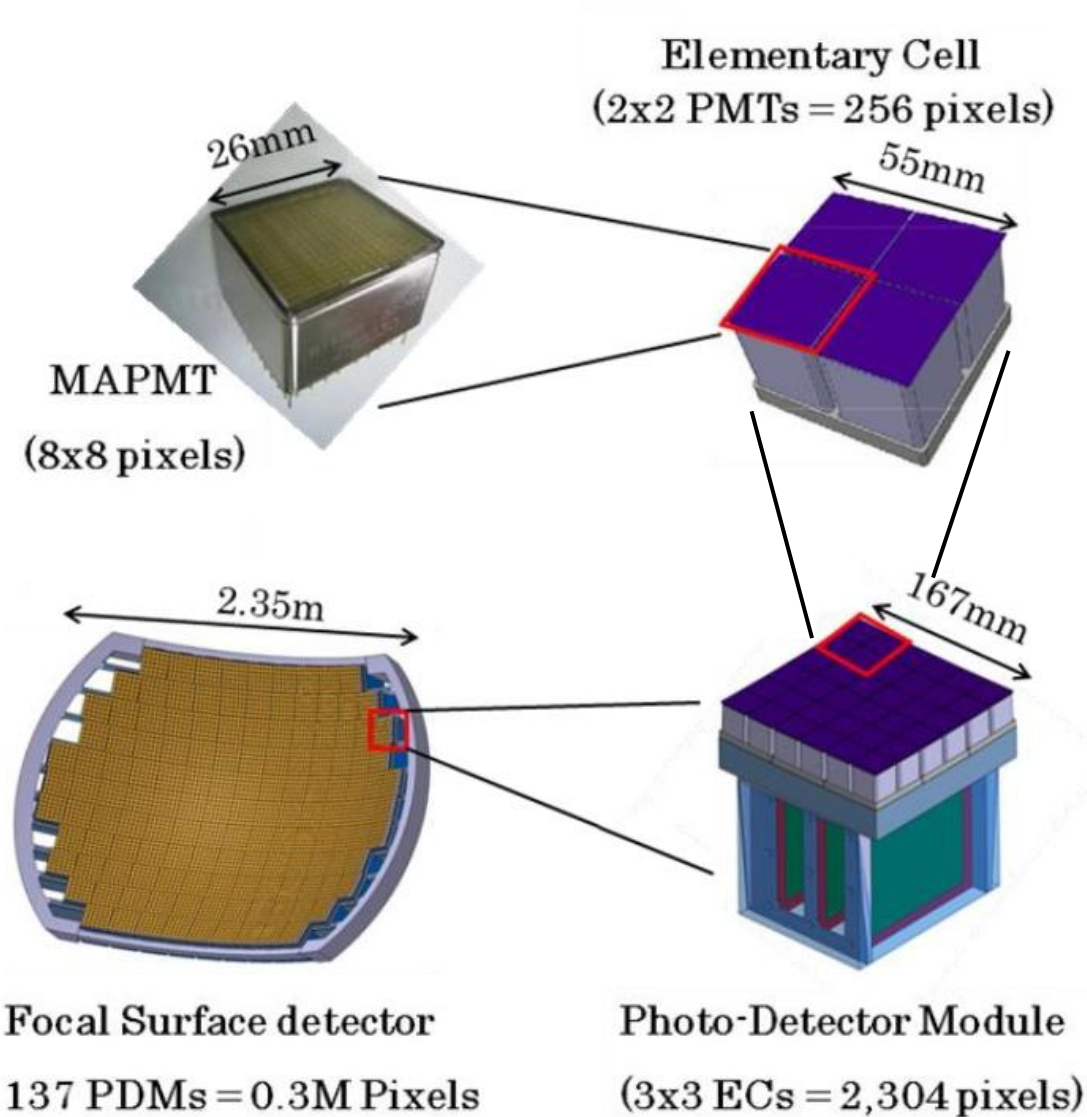 Elementary Cell
(2x2 PMTs = 256 pixels)
26mm
55mm
MAPMT
(8x8 pixels)
2.35m
167mm
Focal Surface detector
137 PDMs = 0.3M Pixels
Photo-Detector Module
(3x3 ECs = 2,304 pixels)